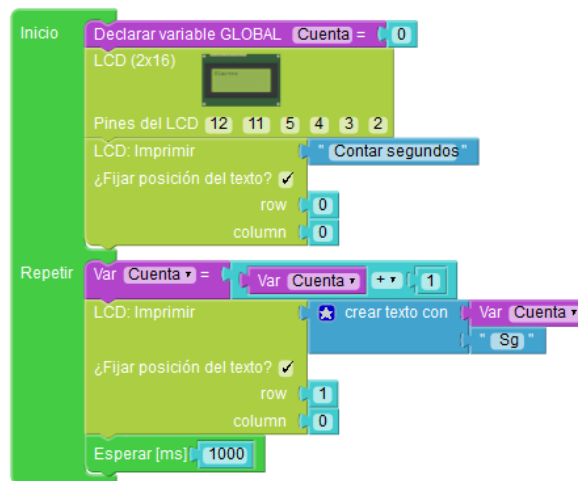 Inicio
Declarar variable GLOBAL Cuenta = 0
LCD (2x16)
Pines del LCD 12 11 5 4 3 2
LCD: Imprimir " Contar segundos "
¿Fijar posición del texto? ✓
row 0
column 0
Repetir
Var Cuenta = Var Cuenta + 1
LCD: Imprimir crear texto con Var Cuenta
" Sg "
¿Fijar posición del texto? ✓
row 1
column 0
Esperar [ms] 1000